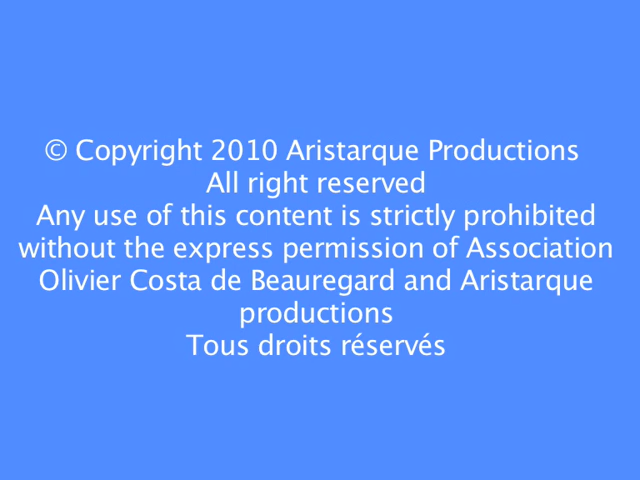 © Copyright 2010 Aristarque Productions
All right reserved
Any use of this content is strictly prohibited
without the express permission of Association
Olivier Costa de Beauregard and Aristarque
productions
Tous droits réservés